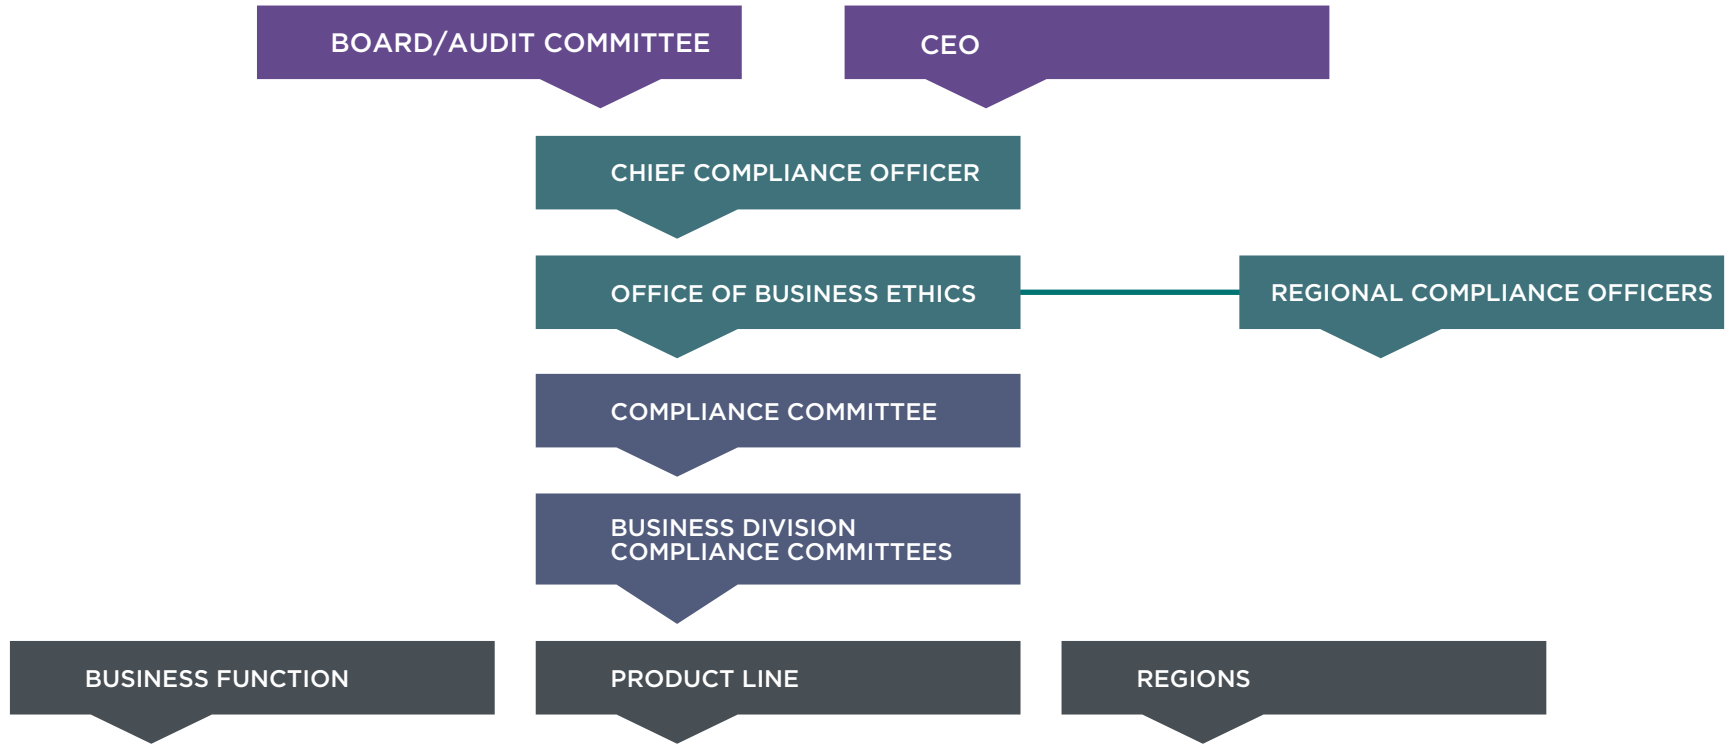 BOARD/AUDIT COMMITTEE
CEO
CHIEF COMPLIANCE OFFICER
OFFICE OF BUSINESS ETHICS
REGIONAL COMPLIANCE OFFICERS
COMPLIANCE COMMITTEE
BUSINESS DIVISION
COMPLIANCE COMMITTEES
BUSINESS FUNCTION
PRODUCT LINE
REGIONS